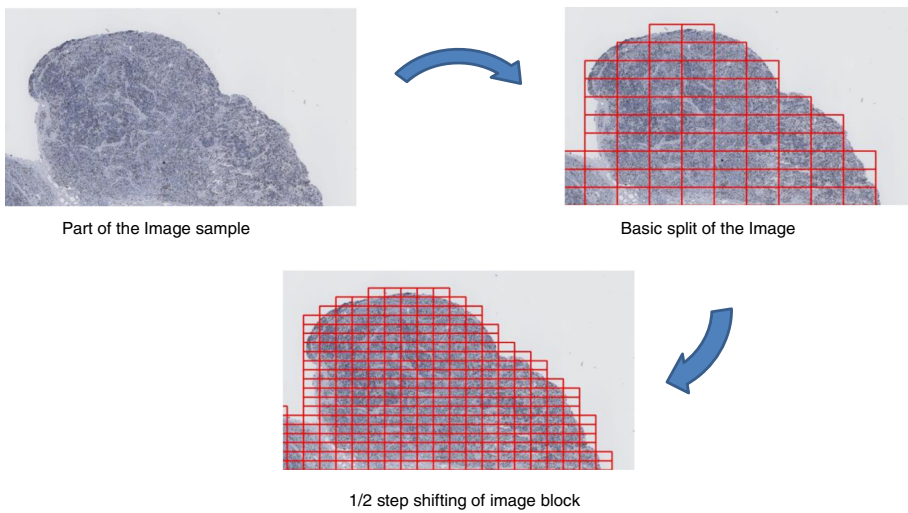 Part of the Image sample
Basic split of the Image
1/2 step shifting of image block